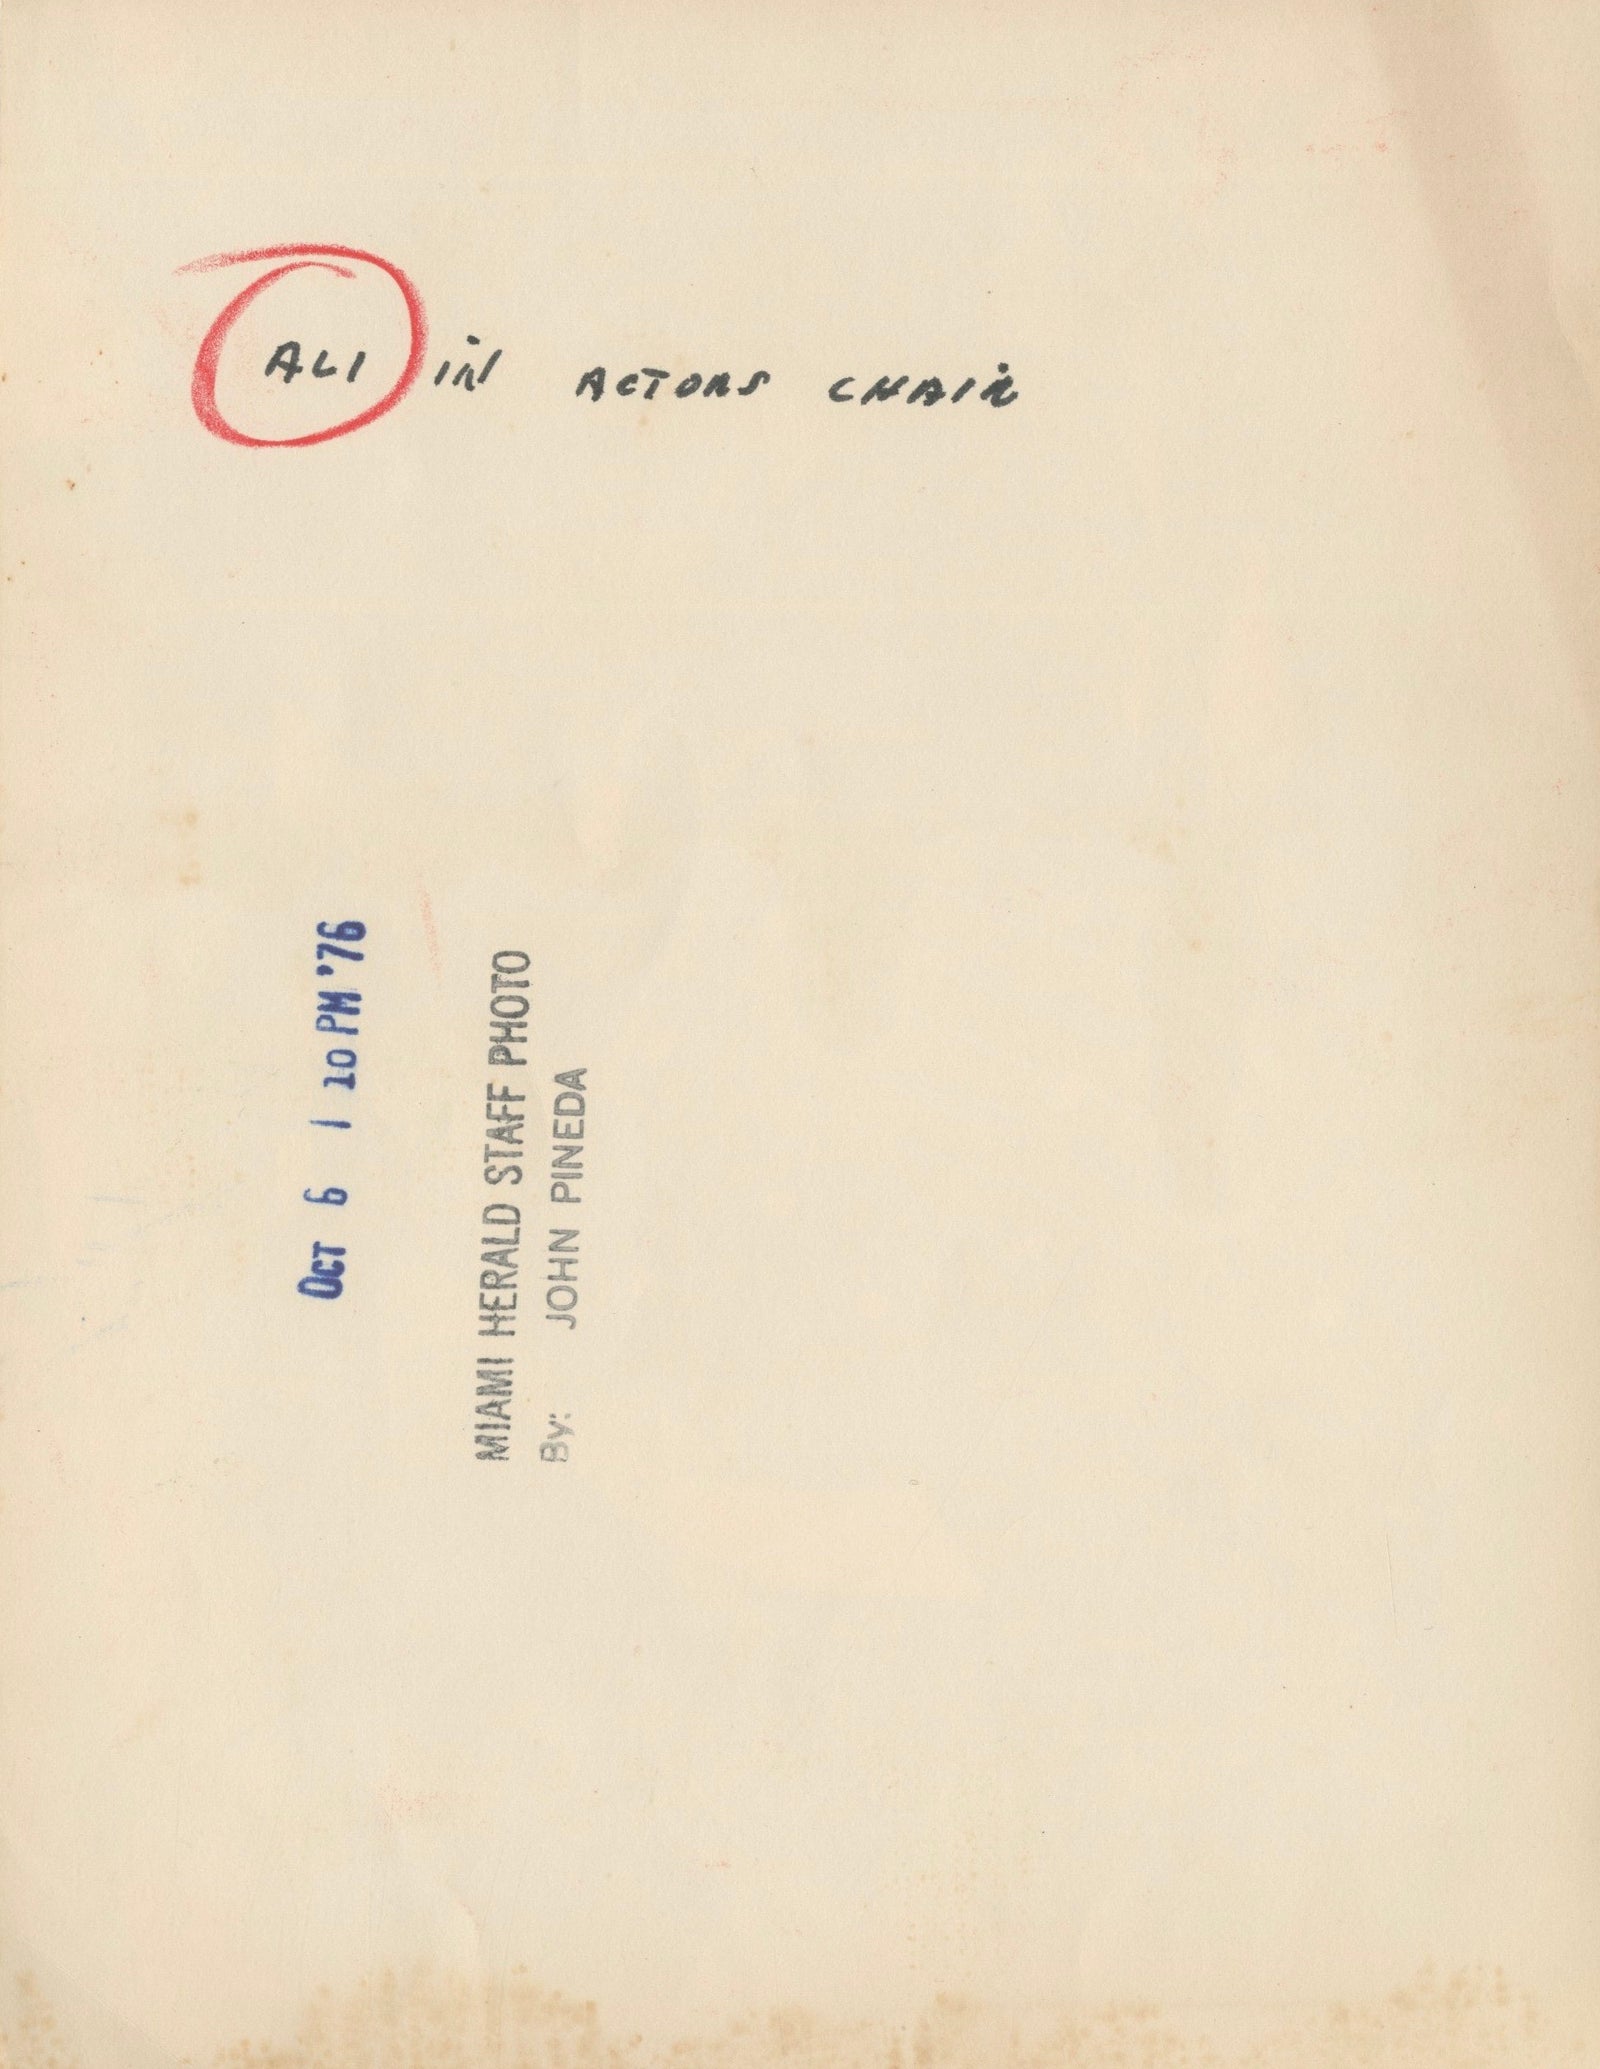 ALI iN ACTORS CHAiR
OCT 6 1 10 PM '76
MIAMI HERALD STAFF PHOTO
By: JOHN PINEDA